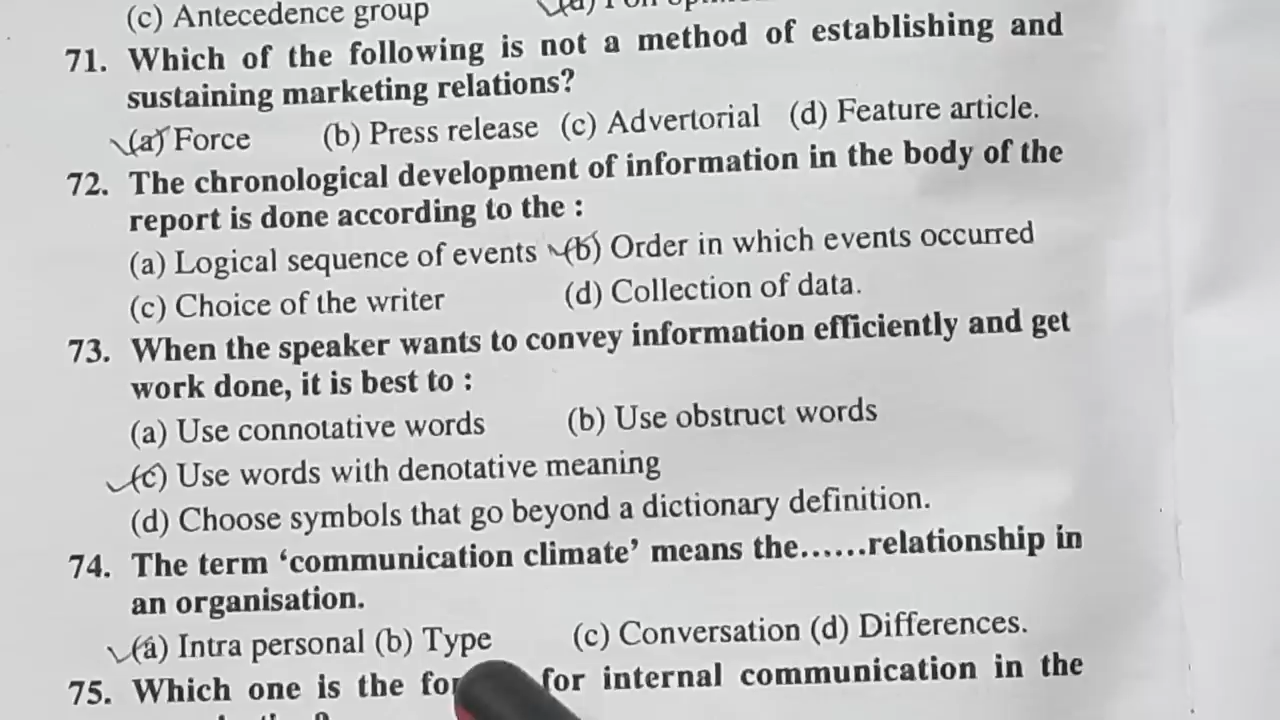 (c) Antecedence group
71. Which of the following is not a method of establishing and
sustaining marketing relations?
(a) Force (b) Press release (c) Advertorial (d) Feature article.
72. The chronological development of information in the body of the
report is done according to the :
(a) Logical sequence of events (b) Order in which events occurred
(c) Choice of the writer (d) Collection of data.
73. When the speaker wants to convey information efficiently and get
work done, it is best to :
(a) Use connotative words (b) Use obstruct words
(c) Use words with denotative meaning
(d) Choose symbols that go beyond a dictionary definition.
74. The term ‘communication climate’ means the......relationship in
an organisation.
(a) Intra personal (b) Type (c) Conversation (d) Differences.
75. Which one is the for internal communication in the